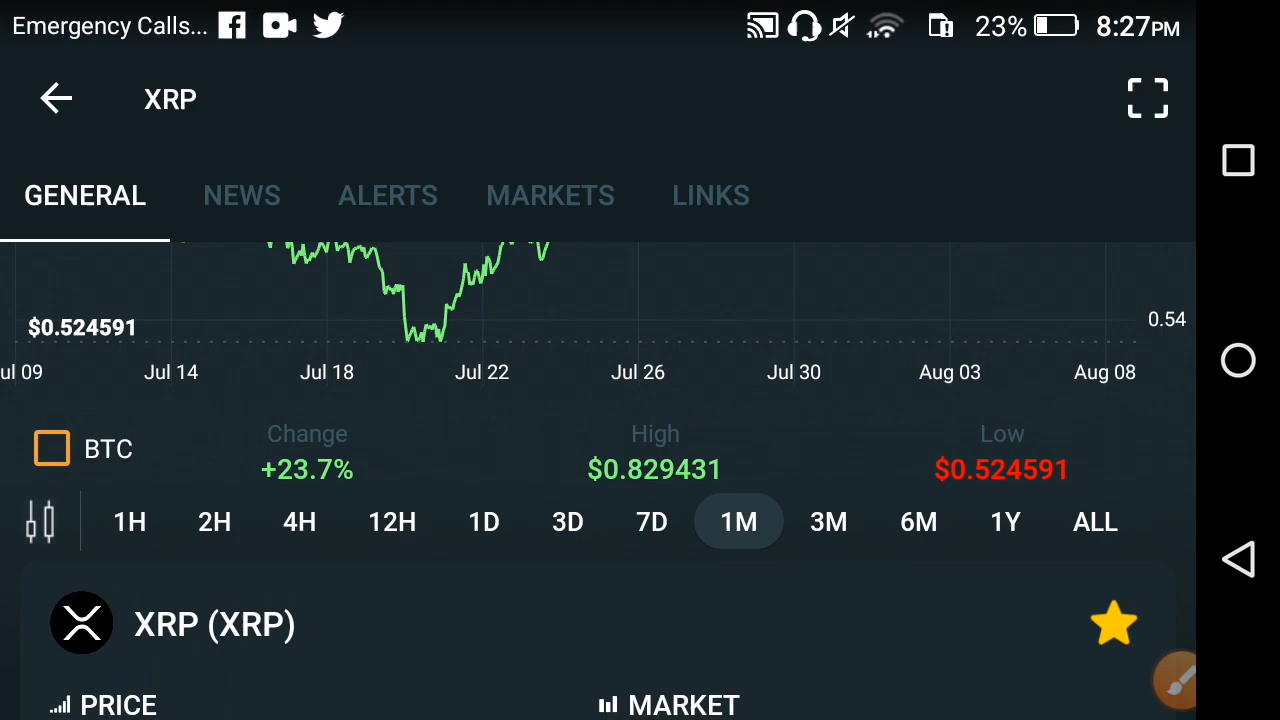 Emergency Calls... 23% 8:27PM
XRP
GENERAL NEWS ALERTS MARKETS LINKS
$0.524591 0.54
ul 09 Jul 14 Jul 18 Jul 22 Jul 26 Jul 30 Aug 03 Aug 08
Change High Low
BTC +23.7% $0.829431 $0.524591
1H 2H 4H 12H 1D 3D 7D 1M 3M 6M 1Y ALL
XRP (XRP)
PRICE MARKET